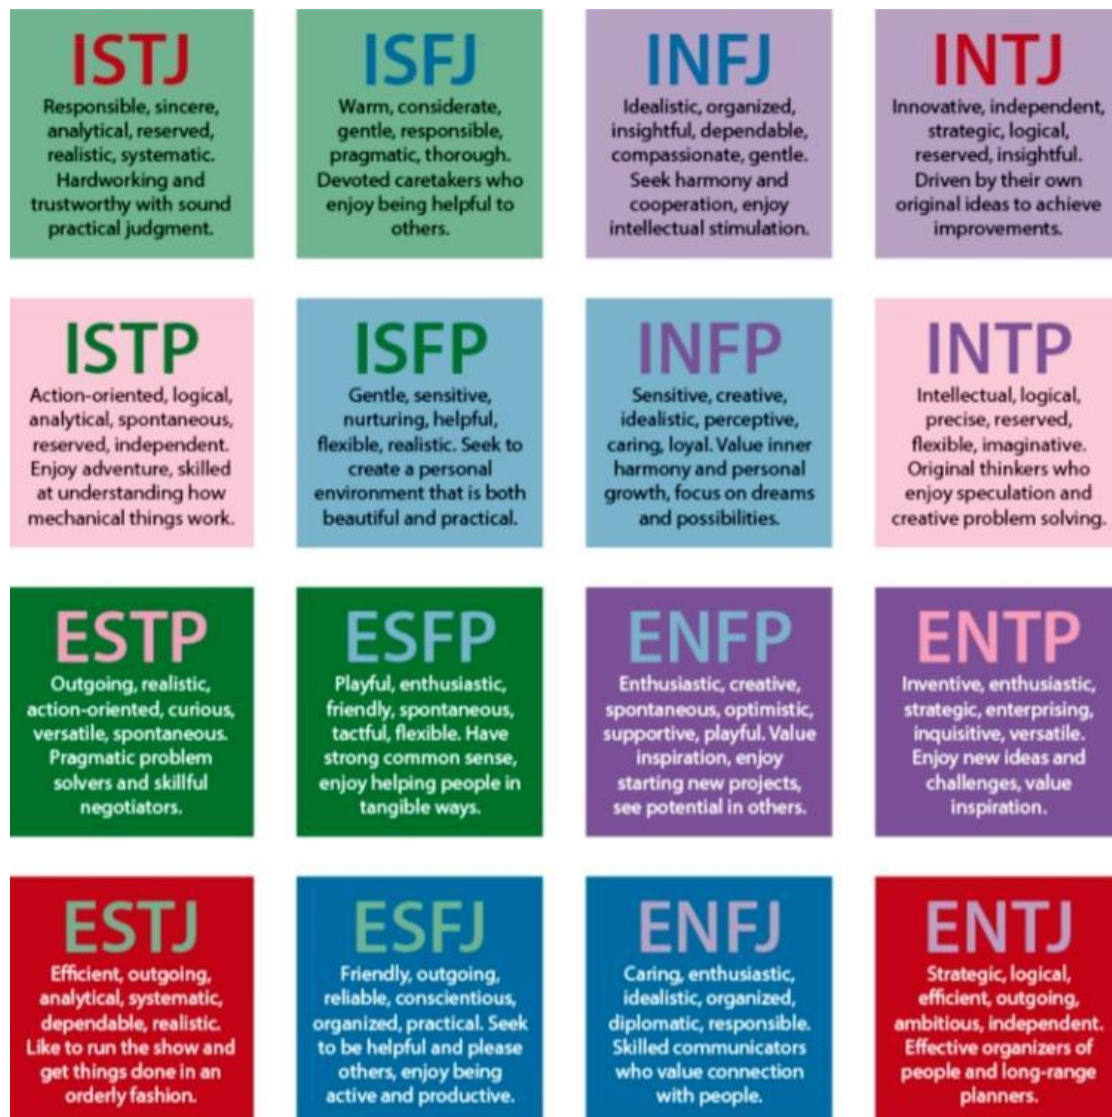 ISTJ
Responsible, sincere,
analytical, reserved,
realistic, systematic.
Hardworking and
trustworthy with sound
practical judgment.
ISFJ
Warm, considerate,
gentle, responsible,
pragmatic, thorough.
Devoted caretakers who
enjoy being helpful to
others.
INFJ
Idealistic, organized,
insightful, dependable,
compassionate, gentle.
Seek harmony and
cooperation, enjoy
intellectual stimulation.
INTJ
Innovative, independent,
strategic, logical,
reserved, insightful.
Driven by their own
original ideas to achieve
improvements.
ISTP
Action-oriented, logical,
analytical, spontaneous,
reserved, independent.
Enjoy adventure, skilled
at understanding how
mechanical things work.
ISFP
Gentle, sensitive,
nurturing, helpful,
flexible, realistic. Seek to
create a personal
environment that is both
beautiful and practical.
INFP
Sensitive, creative,
idealistic, perceptive,
caring, loyal. Value inner
harmony and personal
growth, focus on dreams
and possibilities.
INTP
Intellectual, logical,
precise, reserved,
flexible, imaginative.
Original thinkers who
enjoy speculation and
creative problem solving.
ESTP
Outgoing, realistic,
action-oriented, curious,
versatile, spontaneous.
Pragmatic problem
solvers and skillful
negotiators.
ESFP
Playful, enthusiastic,
friendly, spontaneous,
tactful, flexible. Have
strong common sense,
enjoy helping people in
tangible ways.
ENFP
Enthusiastic, creative,
spontaneous, optimistic,
supportive, playful. Value
inspiration, enjoy
starting new projects,
see potential in others.
ENTP
Inventive, enthusiastic,
strategic, enterprising,
inquisitive, versatile.
Enjoy new ideas and
challenges, value
inspiration.
ESTJ
Efficient, outgoing,
analytical, systematic,
dependable, realistic.
Like to run the show and
get things done in an
orderly fashion.
ESFJ
Friendly, outgoing,
reliable, conscientious,
organized, practical. Seek
to be helpful and please
others, enjoy being
active and productive.
ENFJ
Caring, enthusiastic,
idealistic, organized,
diplomatic, responsible.
Skilled communicators
who value connection
with people.
ENTJ
Strategic, logical,
efficient, outgoing,
ambitious, independent.
Effective organizers of
people and long-range
planners.